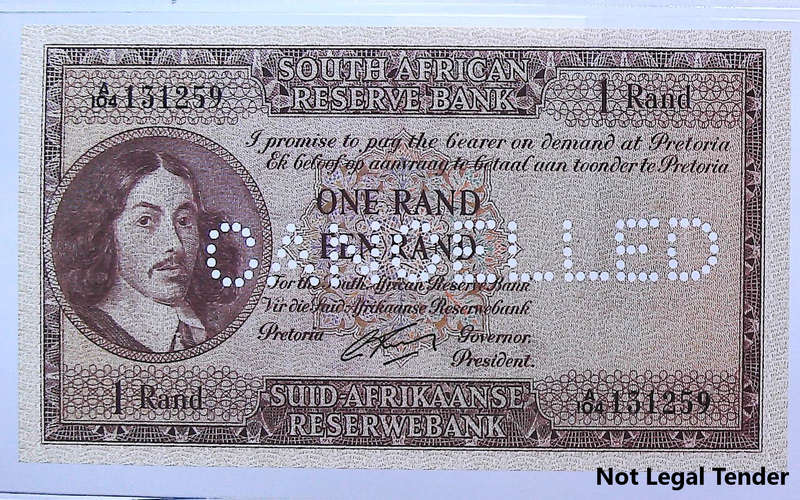 SOUTH AFRICAN
RESERVE BANK
A/104 131259
1 Rand
I promise to pay the bearer on demand at Pretoria
Ek beloof op aanvraag te betaal aan toonder te Pretoria
ONE RAND
EEN RAND
CANCELLED
For the South African Reserve Bank
Vir die Suid-Afrikaanse Reserwebank
Pretoria
Governor.
President.
1 Rand
SUID-AFRIKAANSE
RESERWEBANK
A/104 131259
Not Legal Tender